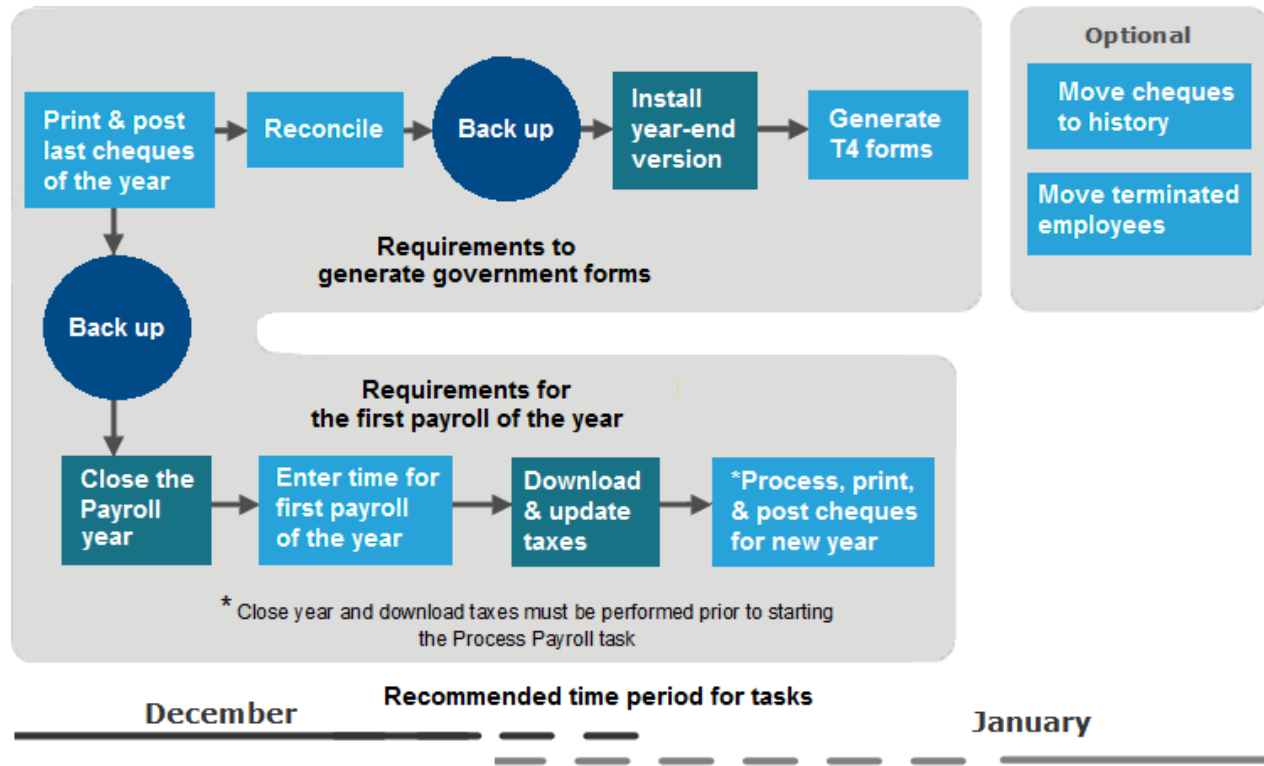 Print & post
last cheques
of the year
Reconcile
Back up
Install
year-end
version
Generate
T4 forms
Requirements to
generate government forms
Optional
Move cheques
to history
Move terminated
employees
Back up
Requirements for
the first payroll of the year
Close the
Payroll
year
Enter time for
first payroll
of the year
Download
& update
taxes
*Process, print,
& post cheques
for new year
* Close year and download taxes must be performed prior to starting
the Process Payroll task
Recommended time period for tasks
December
January